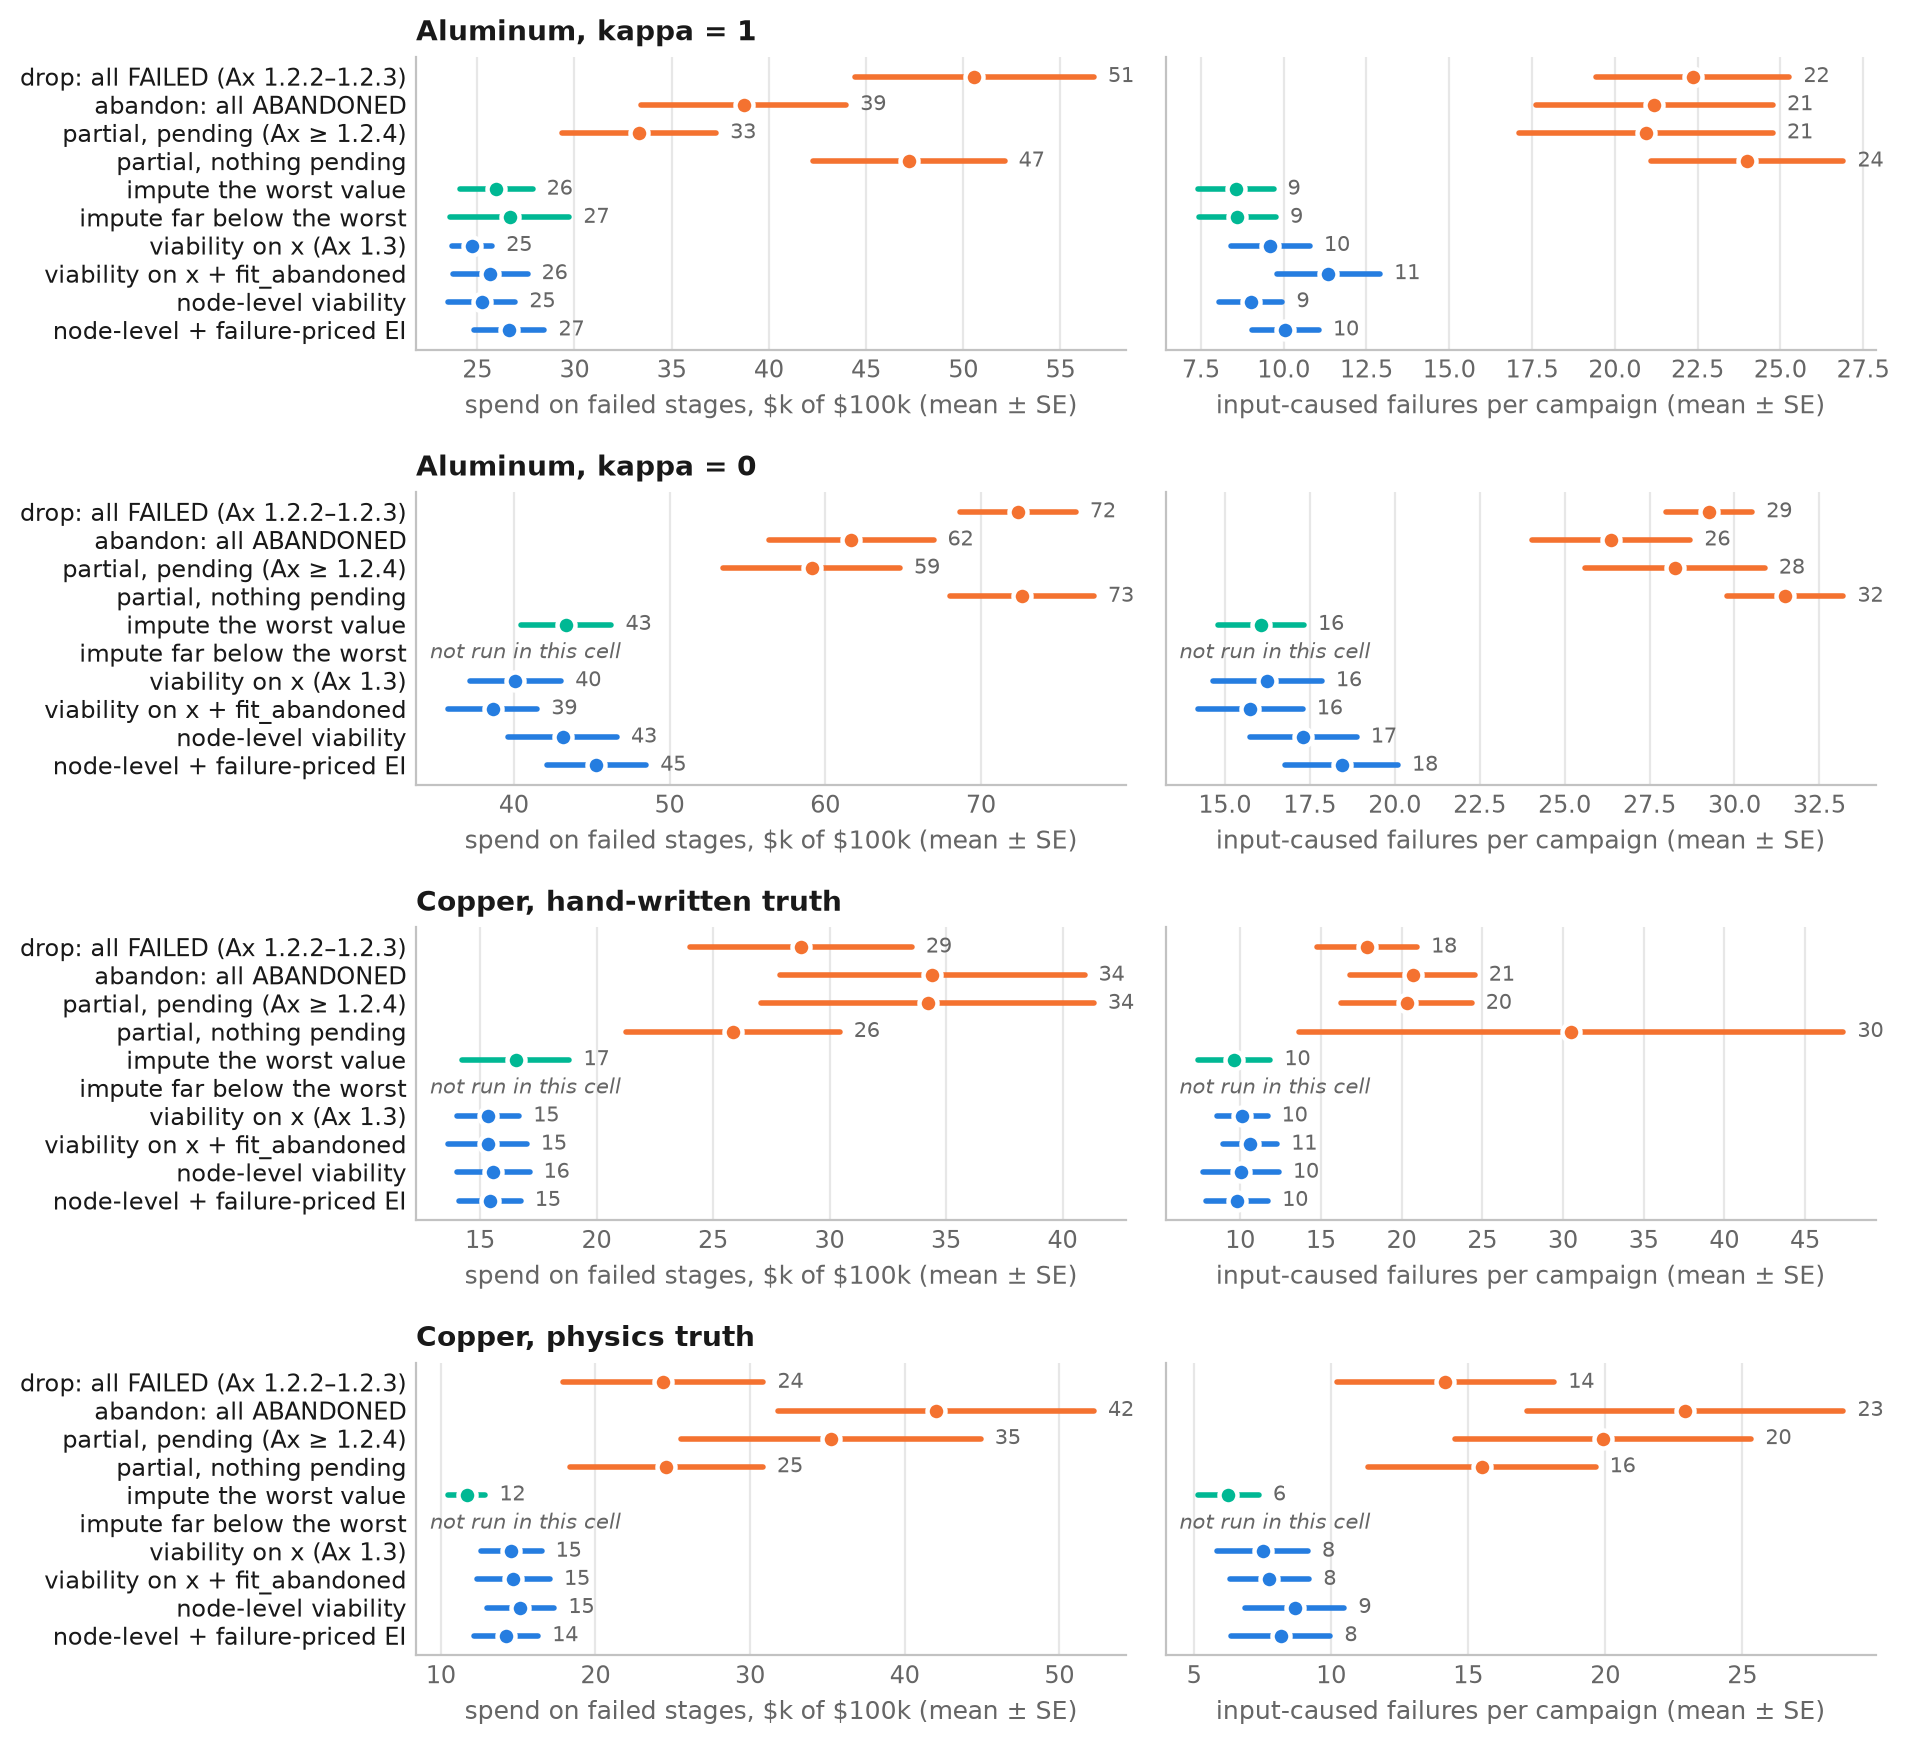 Aluminum, kappa = 1
drop: all FAILED (Ax 1.2.2–1.2.3) 51 22
abandon: all ABANDONED 39 21
partial, pending (Ax ≥ 1.2.4) 33 21
partial, nothing pending 47 24
impute the worst value 26 9
impute far below the worst 27 9
viability on x (Ax 1.3) 25 10
viability on x + fit_abandoned 26 11
node-level viability 25 9
node-level + failure-priced EI 27 10
25 30 35 40 45 50 55 7.5 10.0 12.5 15.0 17.5 20.0 22.5 25.0 27.5
spend on failed stages, $k of $100k (mean ± SE) input-caused failures per campaign (mean ± SE)
Aluminum, kappa = 0
drop: all FAILED (Ax 1.2.2–1.2.3) 72 29
abandon: all ABANDONED 62 26
partial, pending (Ax ≥ 1.2.4) 59 28
partial, nothing pending 73 32
impute the worst value 43 16
impute far below the worst not run in this cell not run in this cell
viability on x (Ax 1.3) 40 16
viability on x + fit_abandoned 39 16
node-level viability 43 17
node-level + failure-priced EI 45 18
40 50 60 70 15.0 17.5 20.0 22.5 25.0 27.5 30.0 32.5
spend on failed stages, $k of $100k (mean ± SE) input-caused failures per campaign (mean ± SE)
Copper, hand-written truth
drop: all FAILED (Ax 1.2.2–1.2.3) 29 18
abandon: all ABANDONED 34 21
partial, pending (Ax ≥ 1.2.4) 34 20
partial, nothing pending 26 30
impute the worst value 17 10
impute far below the worst not run in this cell not run in this cell
viability on x (Ax 1.3) 15 10
viability on x + fit_abandoned 15 11
node-level viability 16 10
node-level + failure-priced EI 15 10
15 20 25 30 35 40 10 15 20 25 30 35 40 45
spend on failed stages, $k of $100k (mean ± SE) input-caused failures per campaign (mean ± SE)
Copper, physics truth
drop: all FAILED (Ax 1.2.2–1.2.3) 24 14
abandon: all ABANDONED 42 23
partial, pending (Ax ≥ 1.2.4) 35 20
partial, nothing pending 25 16
impute the worst value 12 6
impute far below the worst not run in this cell not run in this cell
viability on x (Ax 1.3) 15 8
viability on x + fit_abandoned 15 8
node-level viability 15 9
node-level + failure-priced EI 14 8
10 20 30 40 50 5 10 15 20 25
spend on failed stages, $k of $100k (mean ± SE) input-caused failures per campaign (mean ± SE)